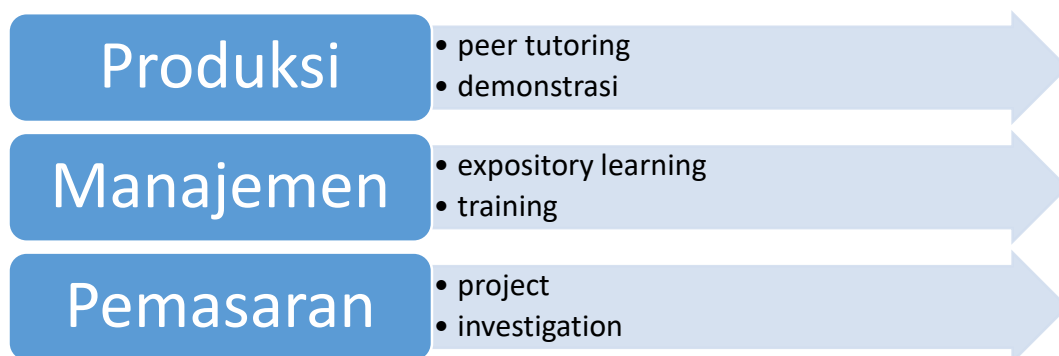 Produksi
• peer tutoring
• demonstrasi
Manajemen
• expository learning
• training
Pemasaran
• project
• investigation